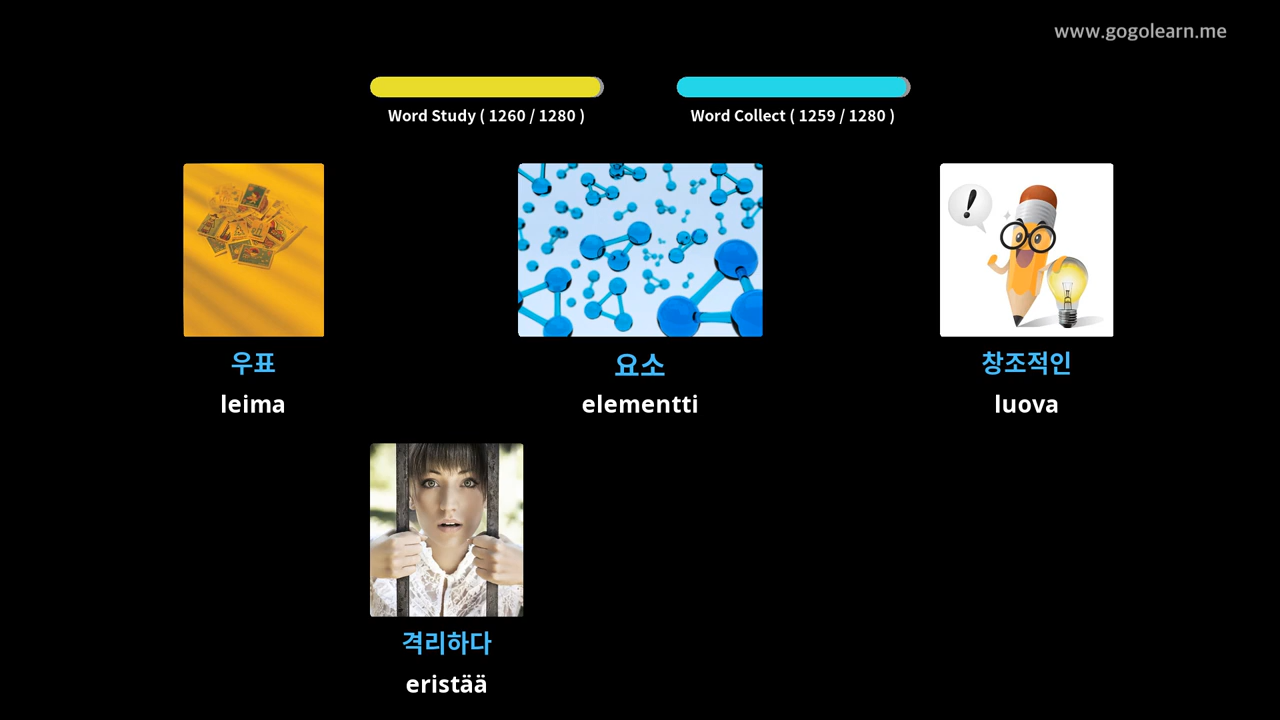 www.gogolearn.me
Word Study ( 1260 / 1280 )
Word Collect ( 1259 / 1280 )
우표
요소
창조적인
leima
elementti
luova
격리하다
eristää